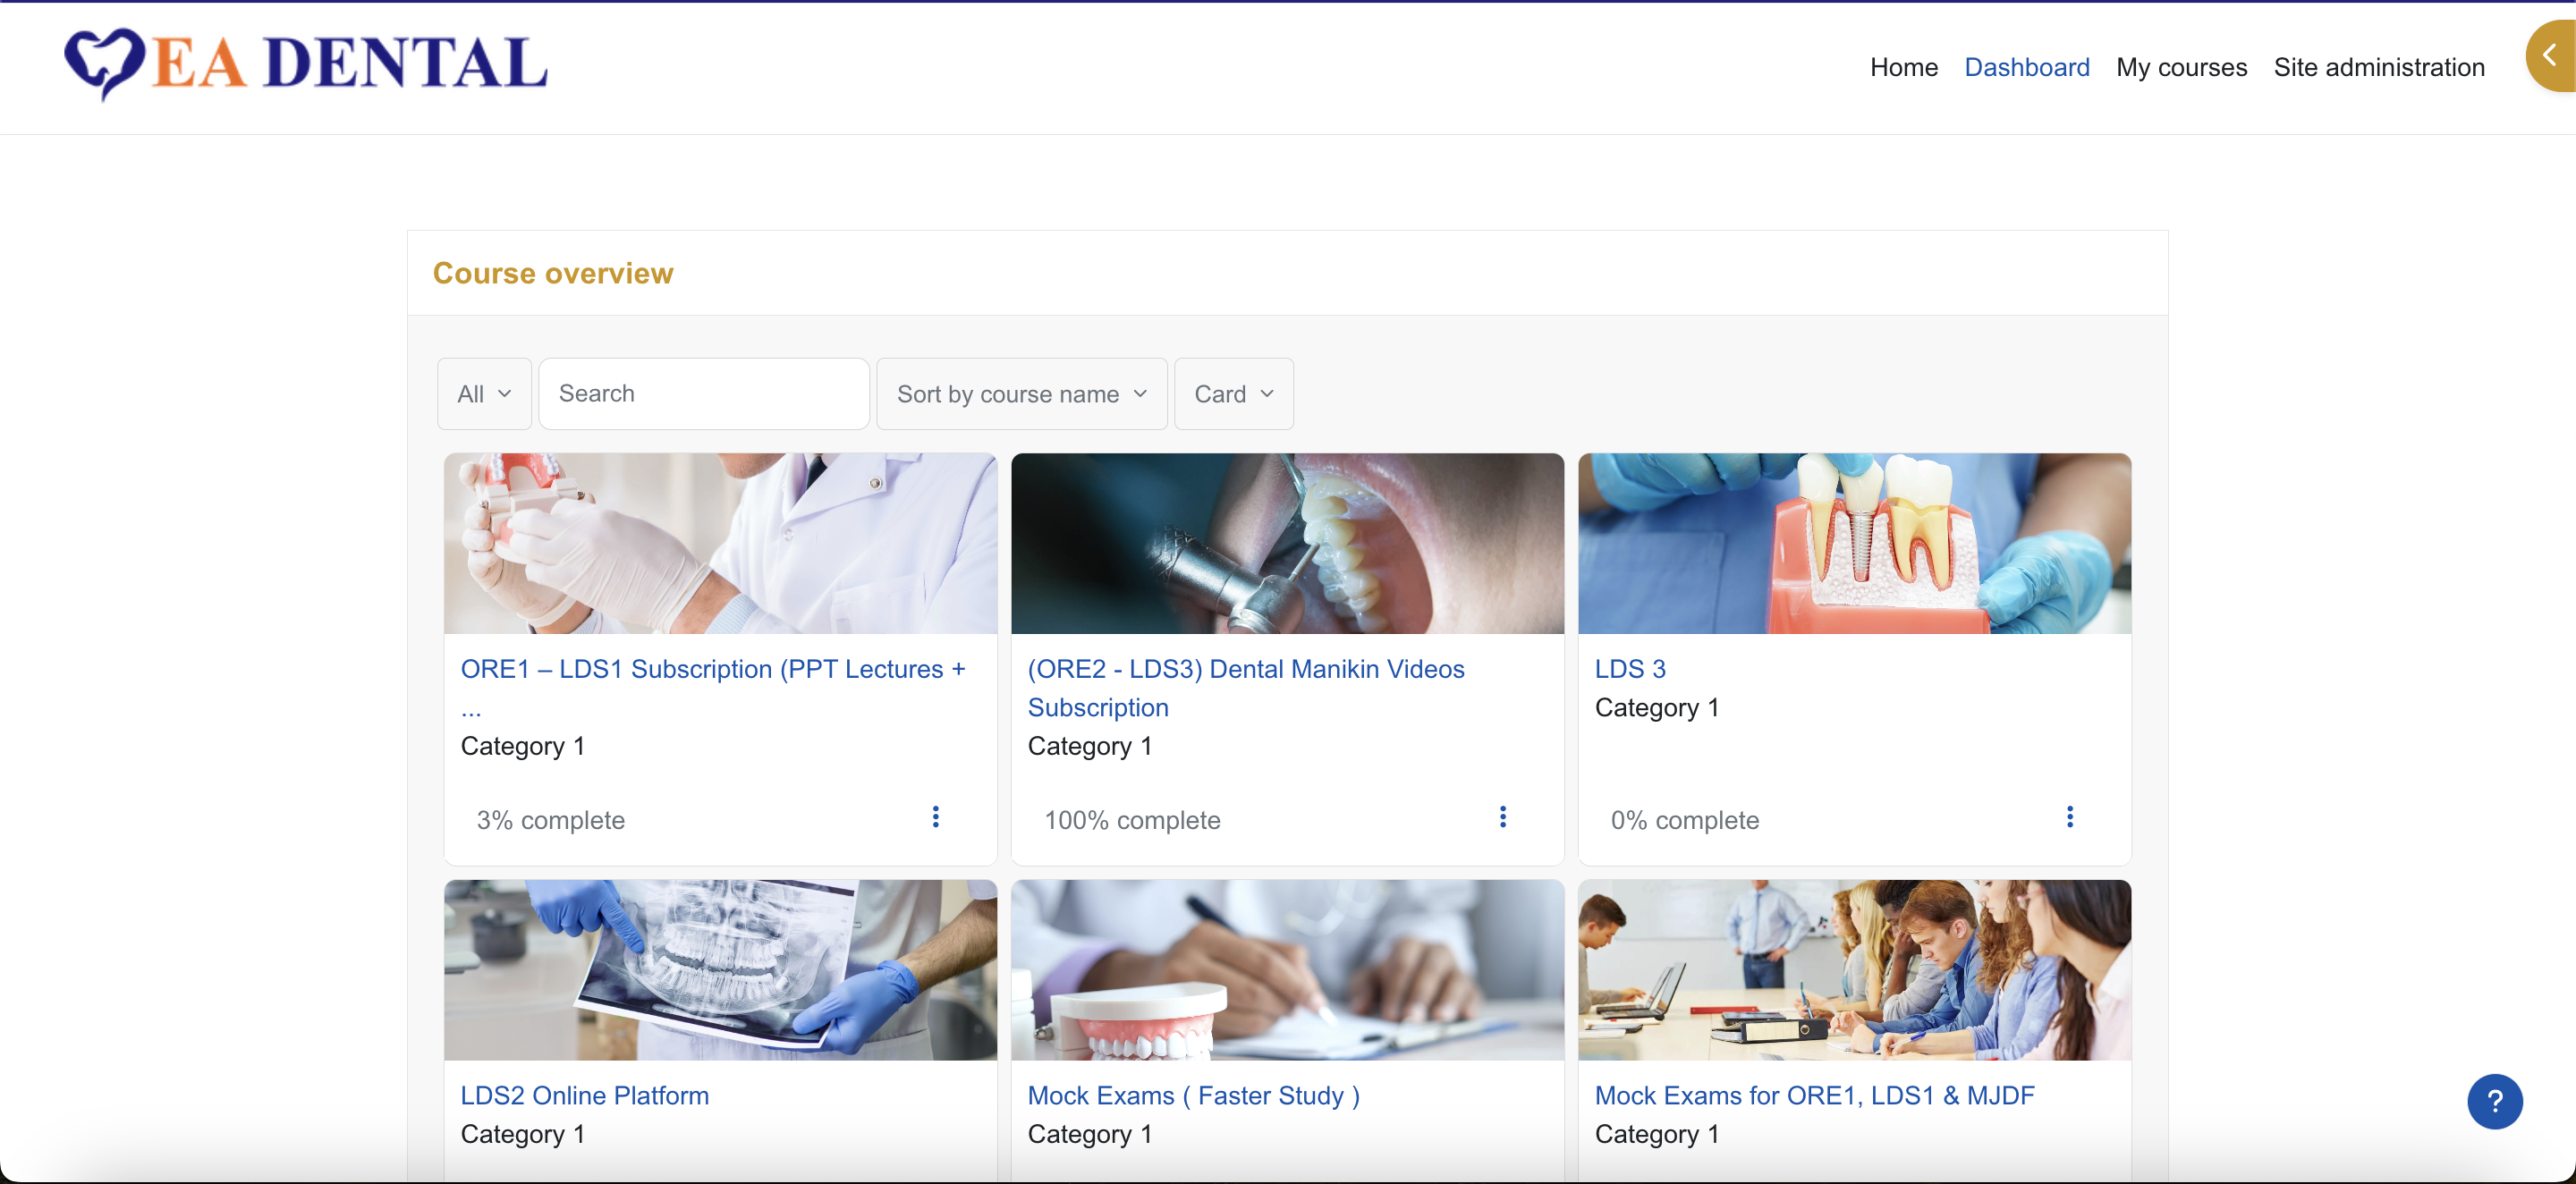 EA DENTAL
Home
Dashboard
My courses
Site administration
Course overview
All
Search
Sort by course name
Card
ORE1 – LDS1 Subscription (PPT Lectures +
...
Category 1
3% complete
(ORE2 - LDS3) Dental Manikin Videos
Subscription
Category 1
100% complete
LDS 3
Category 1
0% complete
LDS2 Online Platform
Category 1
Mock Exams ( Faster Study )
Category 1
Mock Exams for ORE1, LDS1 & MJDF
Category 1
?